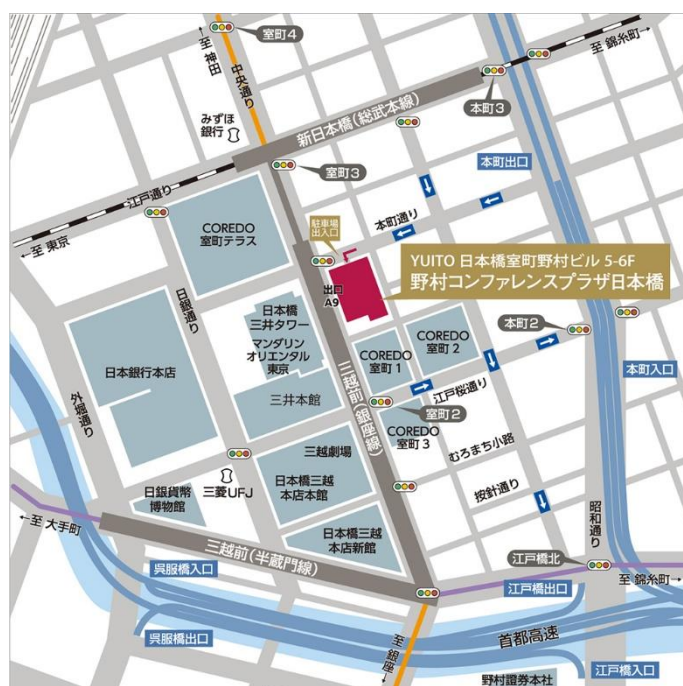 室町4
←至 神田
中央通り
至 錦糸町→
みずほ
銀行
新日本橋(総武本線)
本町3
江戸通り
室町3
本町出口
←至 東京
COREDO
室町テラス
駐車場
出入口
本町通り
YUITO 日本橋室町野村ビル 5-6F
野村コンファレンスプラザ日本橋
出口
A9
日銀通り
日本橋
三井タワー
マンダリン
オリエンタル
東京
COREDO
室町1
COREDO
室町2
本町2
日本銀行本店
外堀通り
三井本館
三越前(銀座線)
江戸桜通り
本町入口
室町2
COREDO
室町3
三越劇場
むろまち小路
日銀貨幣
博物館
三菱UFJ
日本橋三越
本店本館
按針通り
←至 大手町
日本橋三越
本店新館
昭和通り
三越前(半蔵門線)
江戸橋北
呉服橋入口
江戸橋出口
至 錦糸町→
呉服橋出口
首都高速
至 銀座→
野村證券本社
江戸橋入口